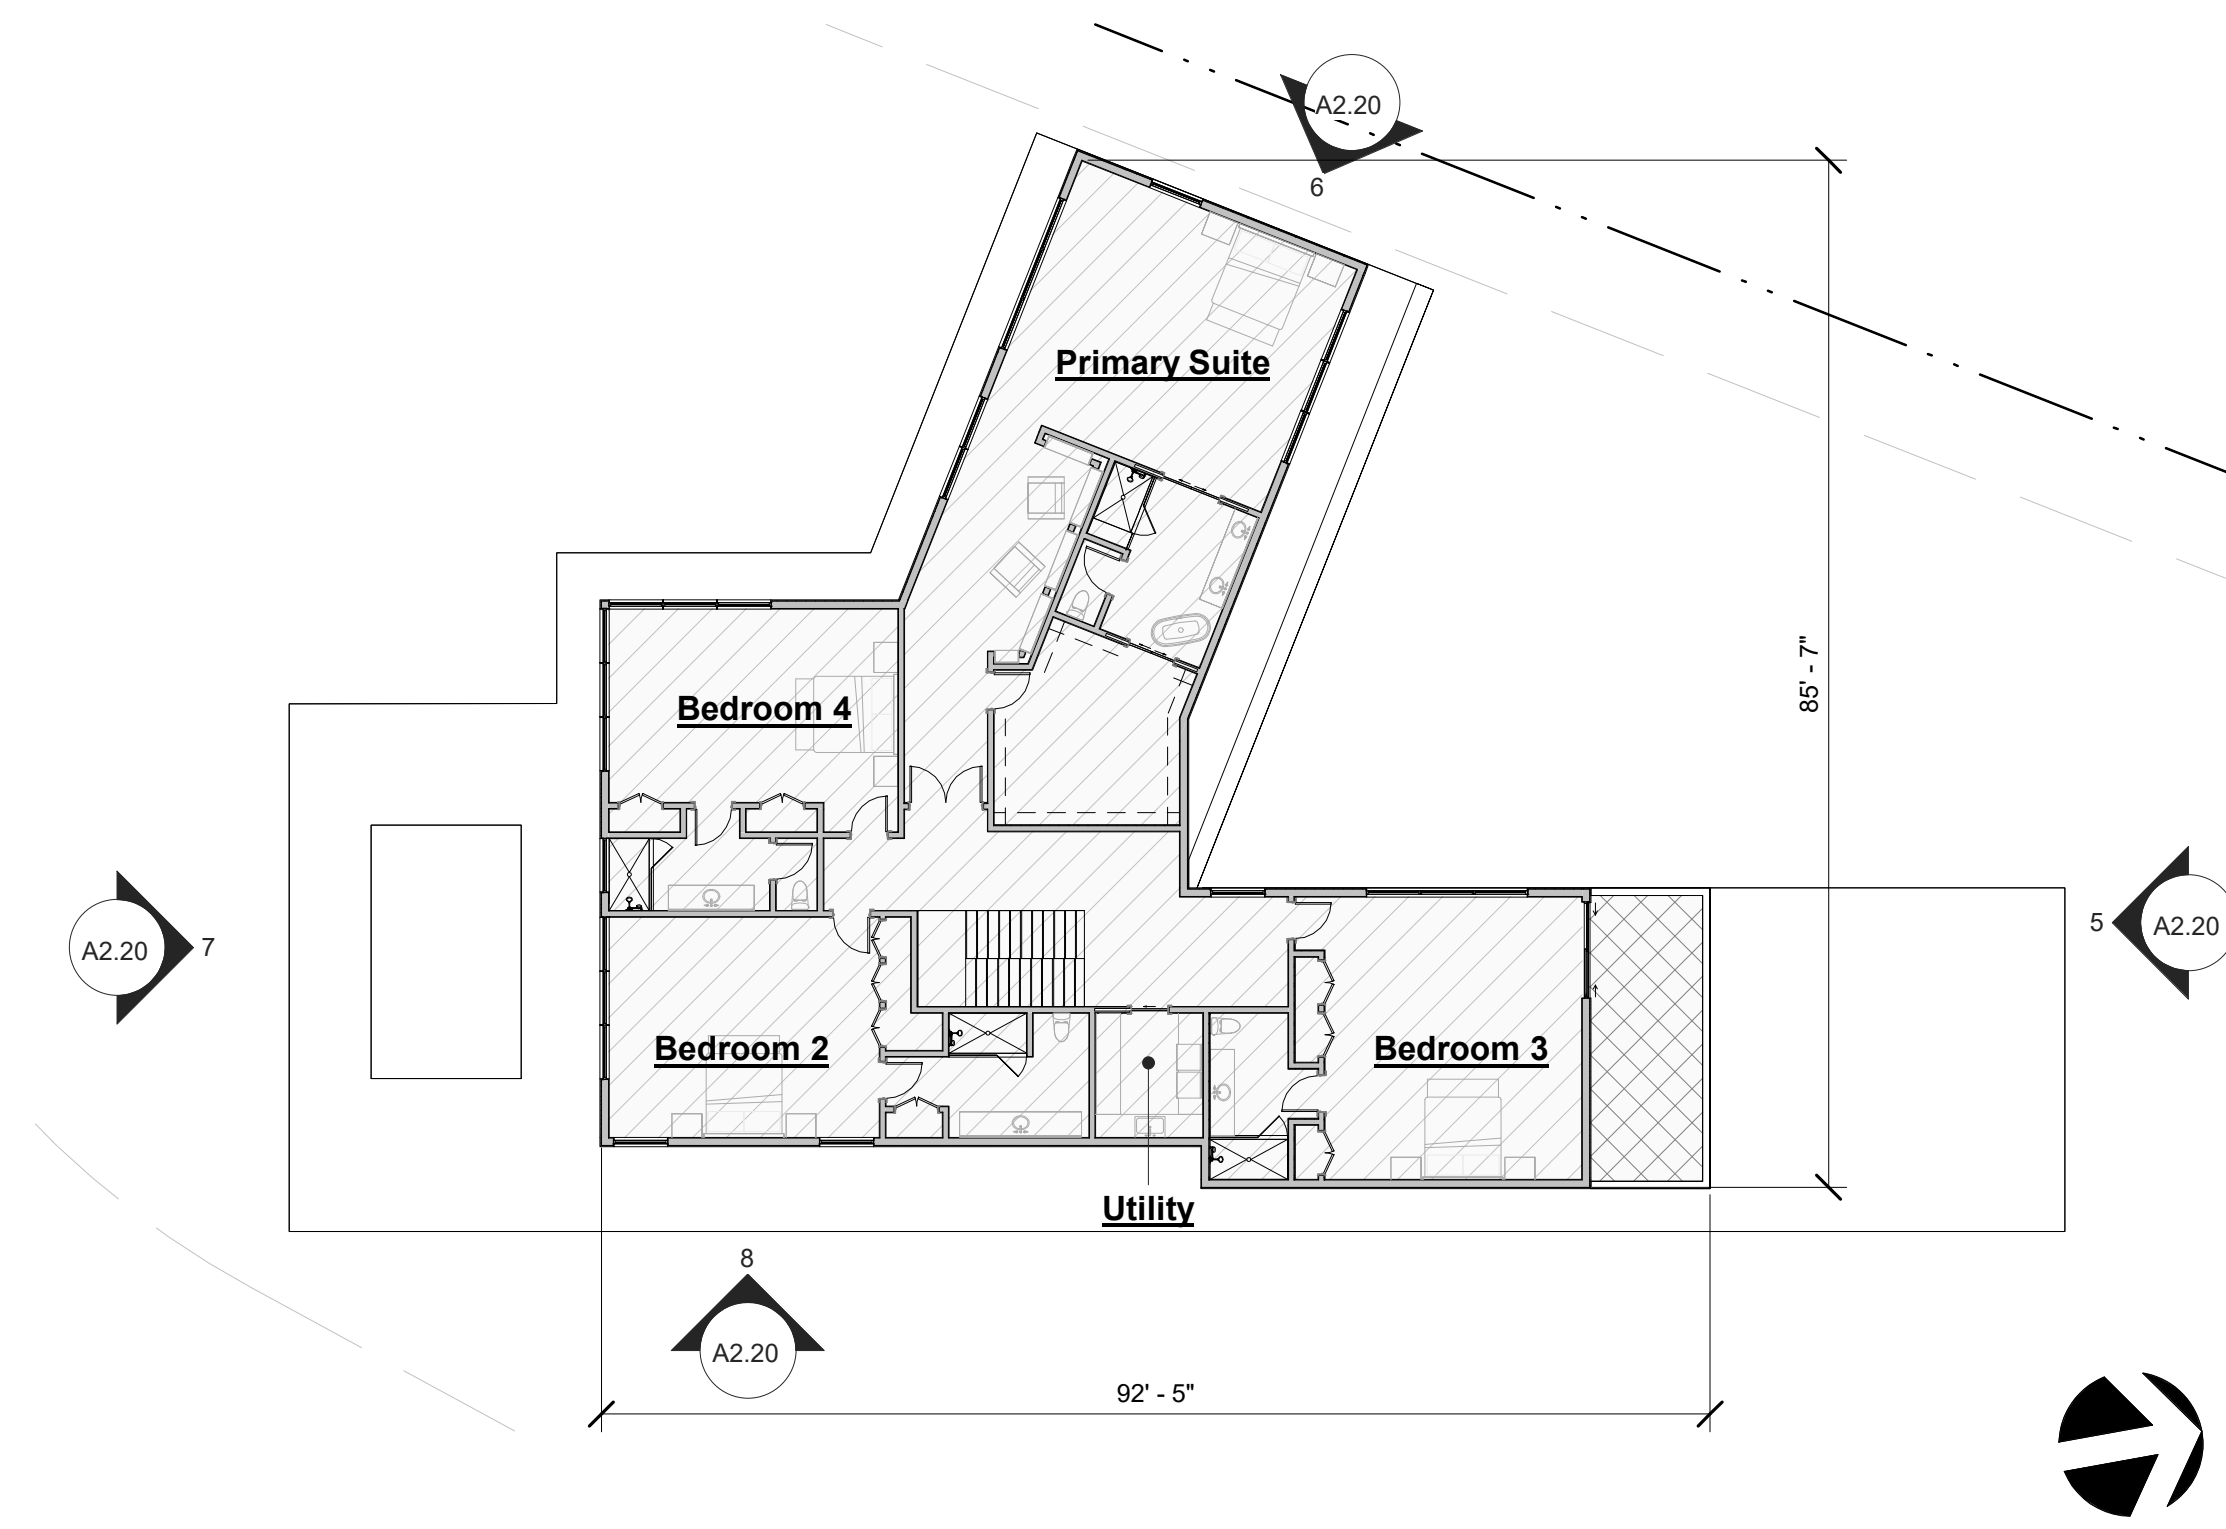 A2.20
6
Primary Suite
85' - 7"
Bedroom 4
A2.20
7
5
A2.20
Bedroom 2
Bedroom 3
Utility
8
A2.20
92' - 5"